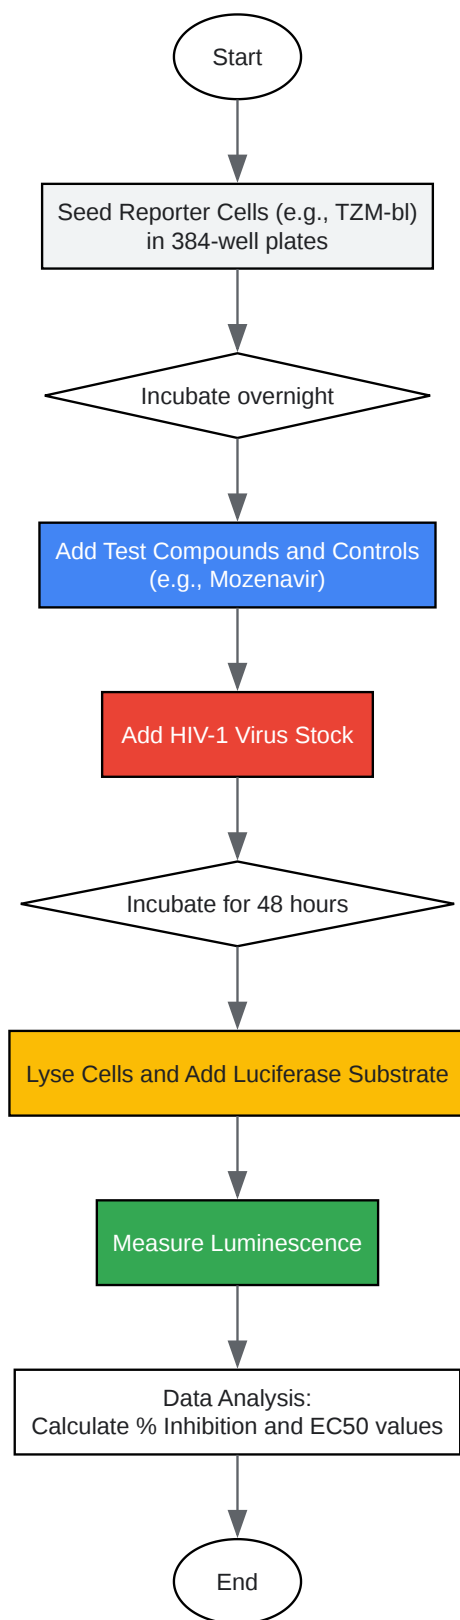 Start
Seed Reporter Cells (e.g., TZM-bl)
in 384-well plates
Incubate overnight
Add Test Compounds and Controls
(e.g., Mozenavir)
Add HIV-1 Virus Stock
Incubate for 48 hours
Lyse Cells and Add Luciferase Substrate
Measure Luminescence
Data Analysis:
Calculate % Inhibition and EC50 values
End